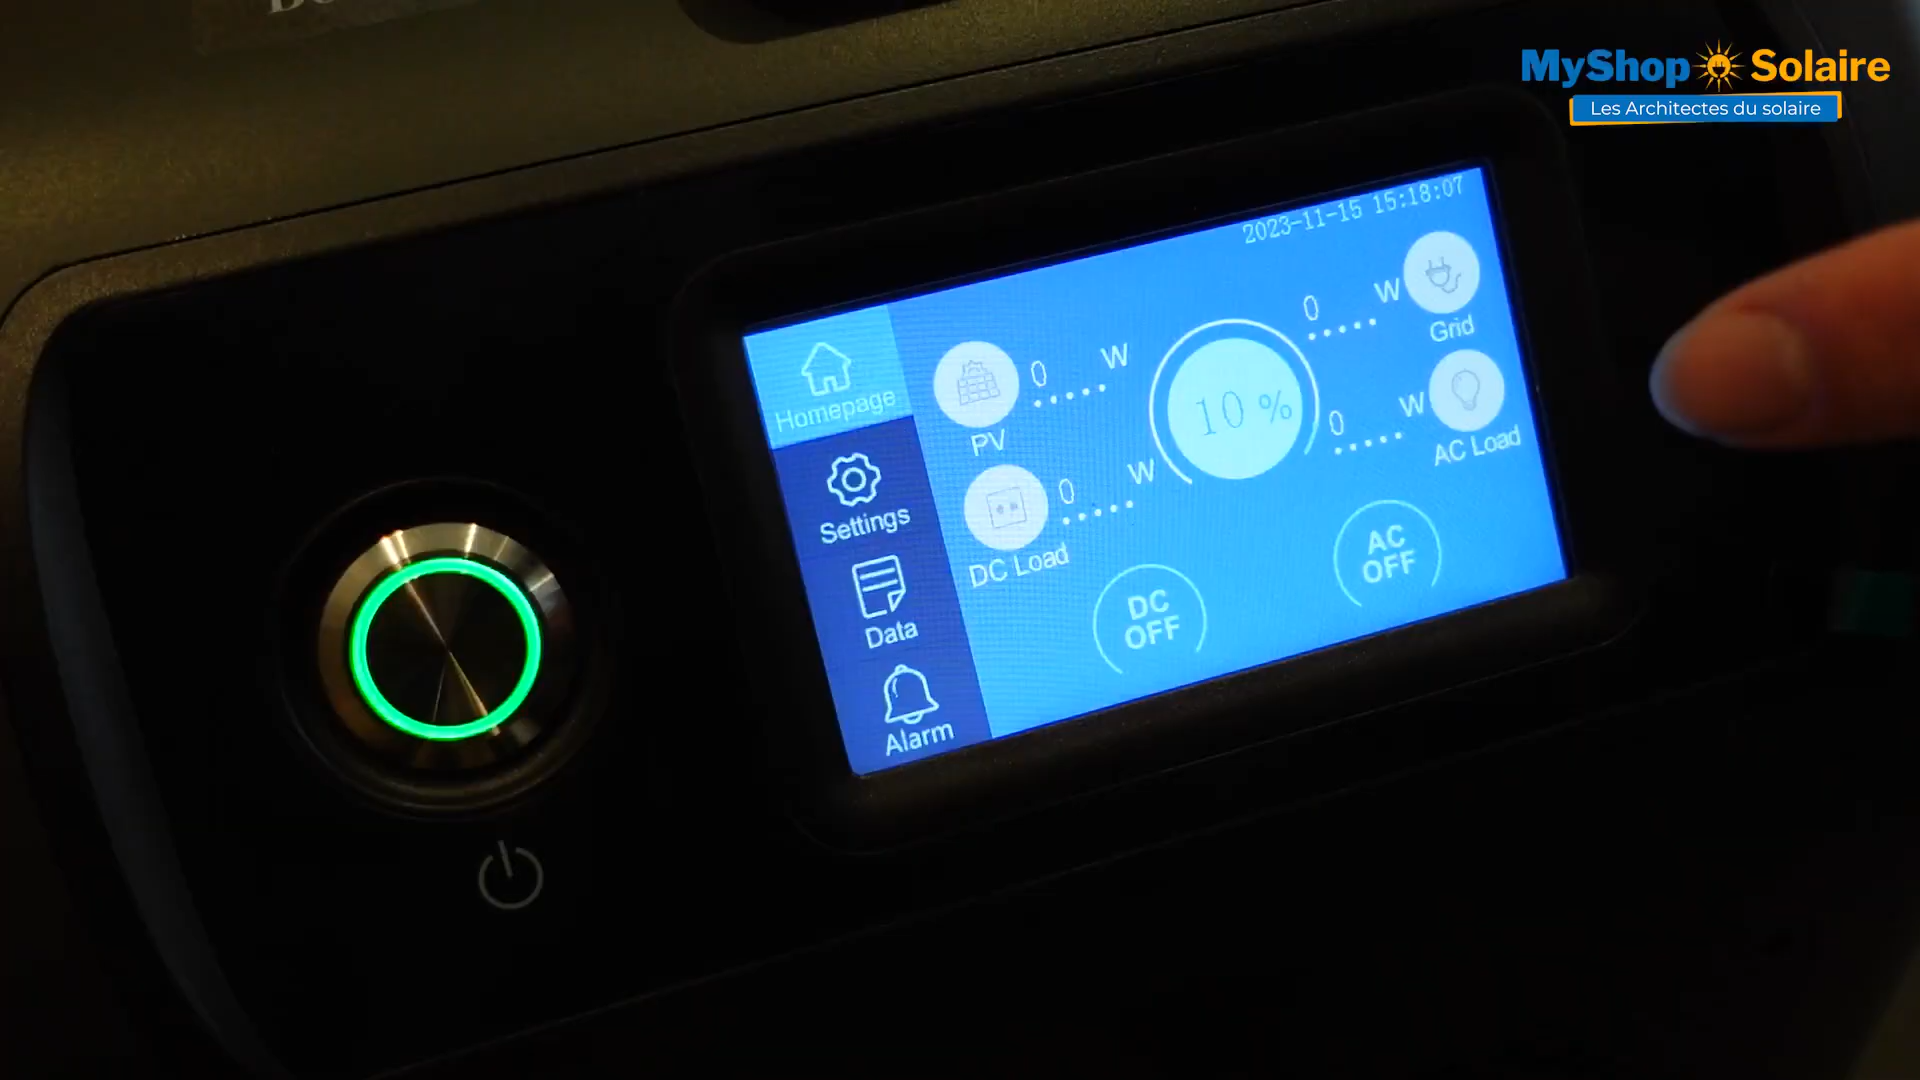 MyShop Solaire
Les Architectes du solaire
2023-11-15 15:18:07
Homepage
Settings
Data
Alarm
PV
0 W
DC Load
0 W
10 %
0 W
Grid
0 W
AC Load
DC
OFF
AC
OFF